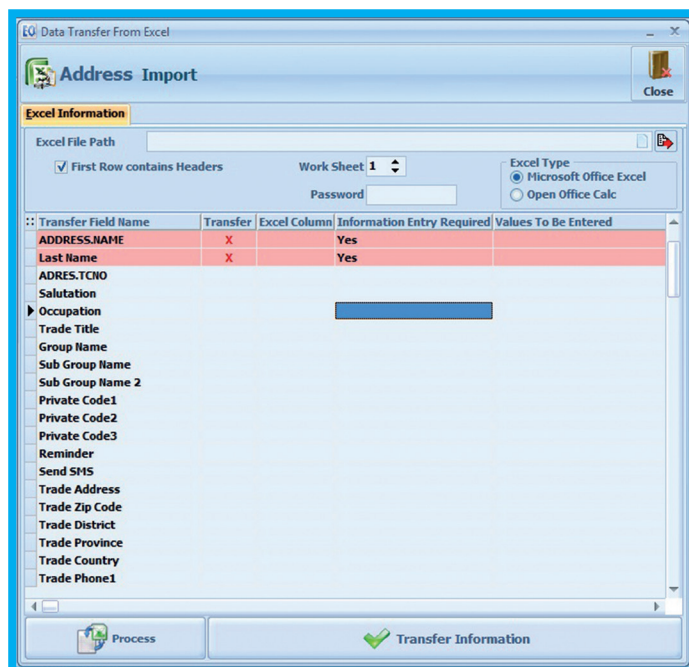 Data Transfer From Excel
Address Import
Close
Excel Information
Excel File Path
First Row contains Headers
Work Sheet 1
Password
Excel Type
Microsoft Office Excel
Open Office Calc
Transfer Field Name Transfer Excel Column Information Entry Required Values To Be Entered
ADDRESS.NAME X Yes
Last Name X Yes
ADRES.TCNO
Salutation
Occupation
Trade Title
Group Name
Sub Group Name
Sub Group Name 2
Private Code1
Private Code2
Private Code3
Reminder
Send SMS
Trade Address
Trade Zip Code
Trade District
Trade Province
Trade Country
Trade Phone1
Process
Transfer Information